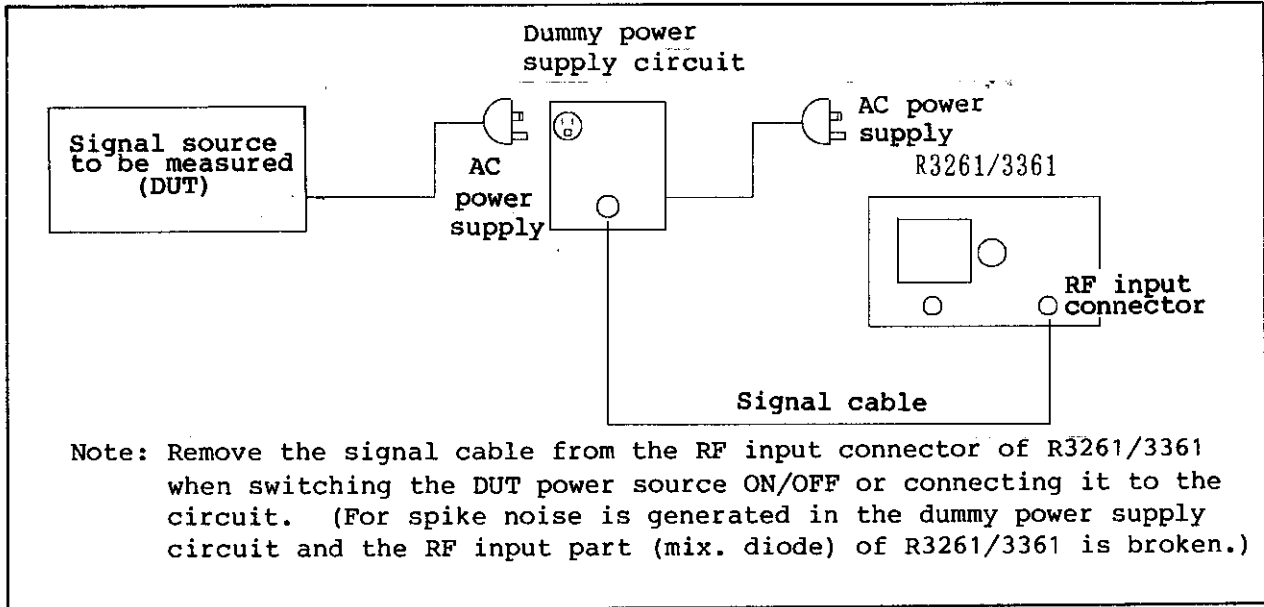 Dummy power
supply circuit
Signal source
to be measured
(DUT)
AC
power
supply
AC power
supply
R3261/3361
RF input
connector
Signal cable
Note: Remove the signal cable from the RF input connector of R3261/3361
when switching the DUT power source ON/OFF or connecting it to the
circuit. (For spike noise is generated in the dummy power supply
circuit and the RF input part (mix. diode) of R3261/3361 is broken.)